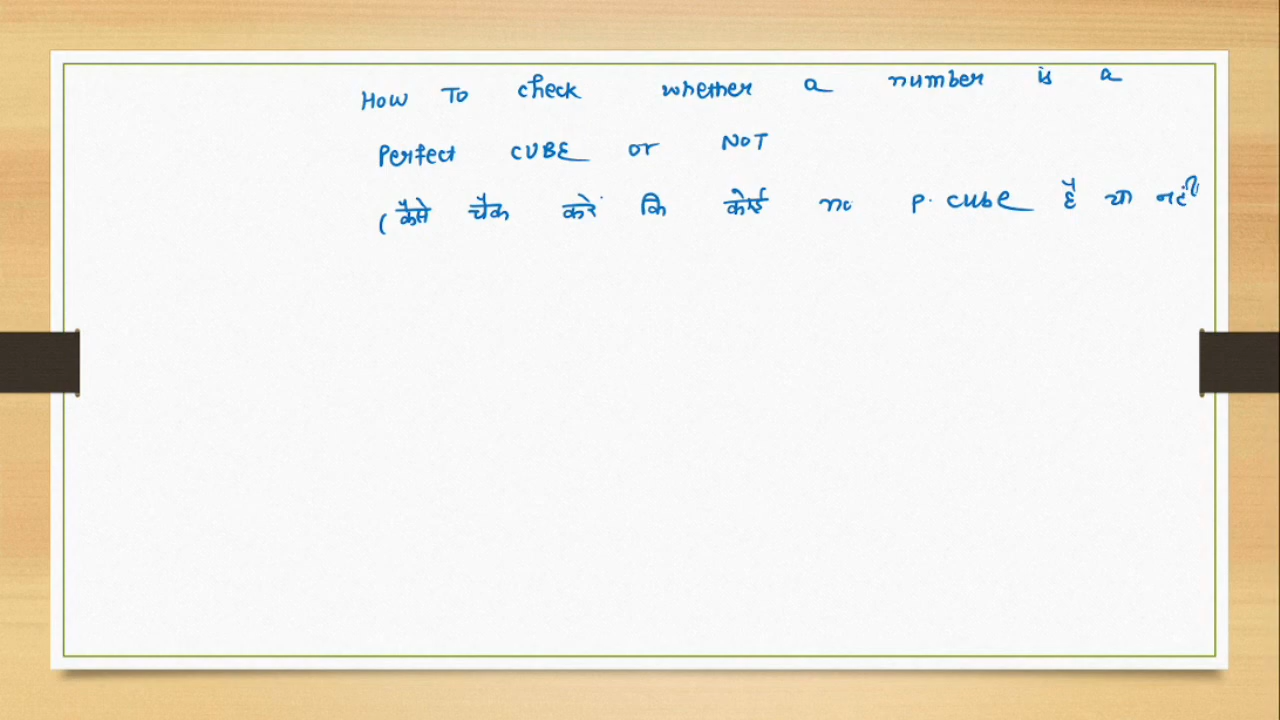 How To check whether a number is a
Perfect CUBE or NOT
( कैसे चैक करें कि कोई no P. cube है या नहीं